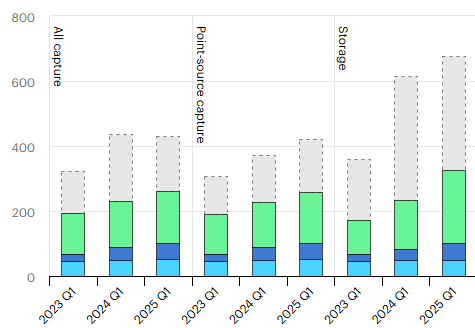 800
600
400
200
0
All capture
Point-source capture
Storage
2023 Q1
2024 Q1
2025 Q1
2023 Q1
2024 Q1
2025 Q1
2023 Q1
2024 Q1
2025 Q1